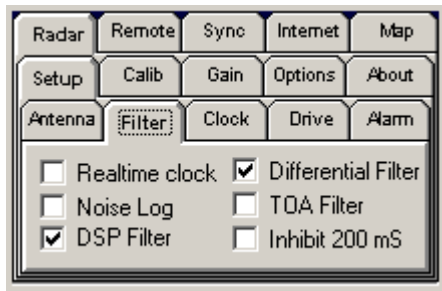 Radar Remote Sync Internet Map
Setup Calib Gain Options About
Antenna Filter Clock Drive Alarm
Realtime clock Differential Filter
Noise Log TOA Filter
DSP Filter Inhibit 200 mS